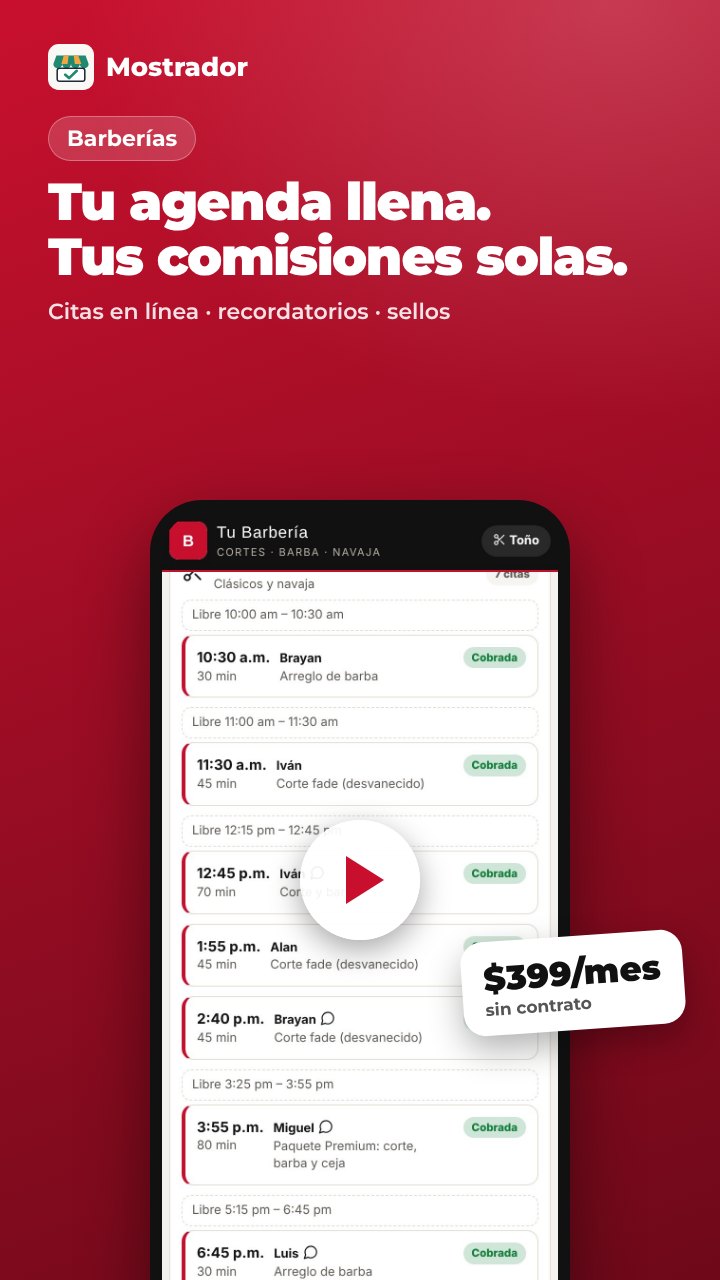 Mostrador
Barberías
Tu agenda llena.
Tus comisiones solas.
Citas en línea · recordatorios · sellos
B
Tu Barbería
CORTES · BARBA · NAVAJA
Toño
Clásicos y navaja
7 citas
Libre 10:00 am – 10:30 am
10:30 a.m. Brayan Cobrada
30 min Arreglo de barba
Libre 11:00 am – 11:30 am
11:30 a.m. Iván Cobrada
45 min Corte fade (desvanecido)
Libre 12:15 pm – 12:45 pm
12:45 p.m. Iván Cobrada
70 min Corte y
1:55 p.m. Alan
45 min Corte fade (desvanecido)
$399/mes
sin contrato
2:40 p.m. Brayan
45 min Corte fade (desvanecido)
Libre 3:25 pm – 3:55 pm
3:55 p.m. Miguel Cobrada
80 min Paquete Premium: corte,
barba y ceja
Libre 5:15 pm – 6:45 pm
6:45 p.m. Luis Cobrada
30 min Arreglo de barba